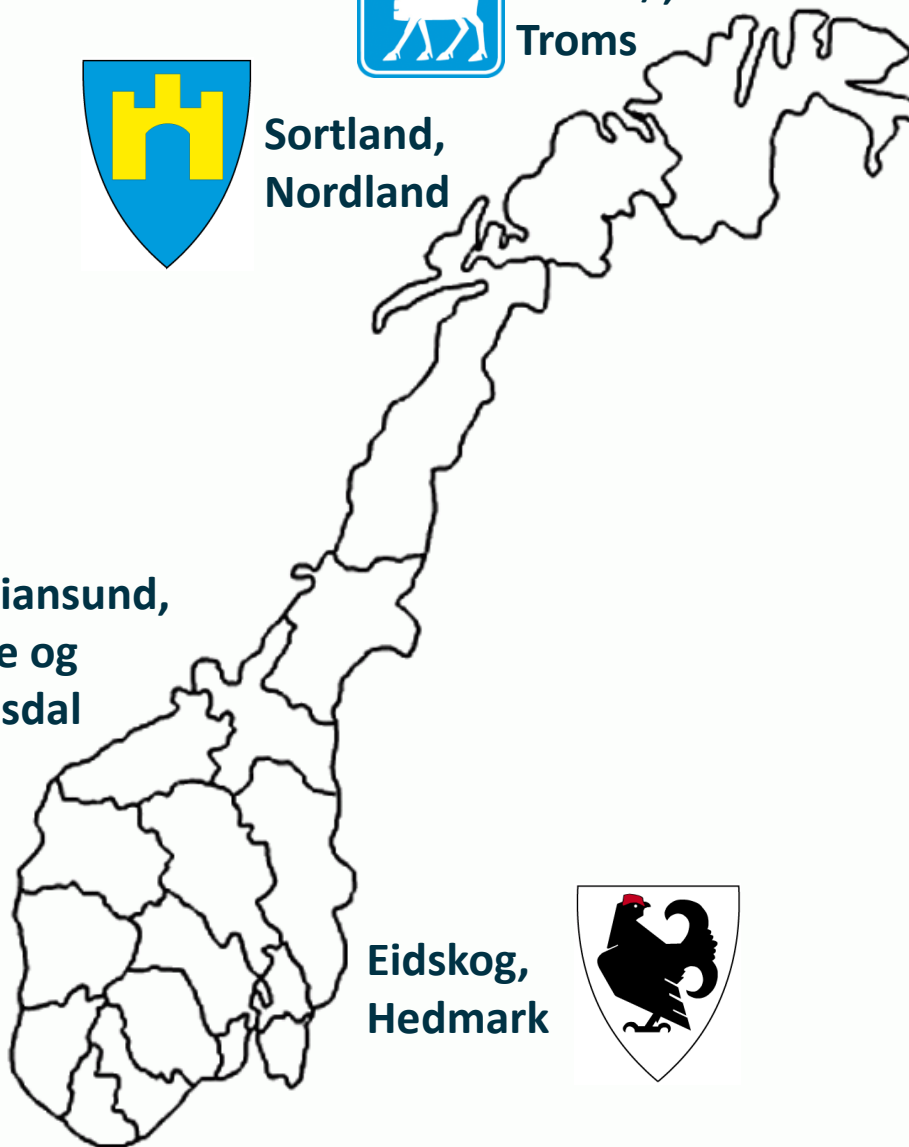 Troms
Sortland,
Nordland
iansund,
e og
sdal
Eidskog,
Hedmark